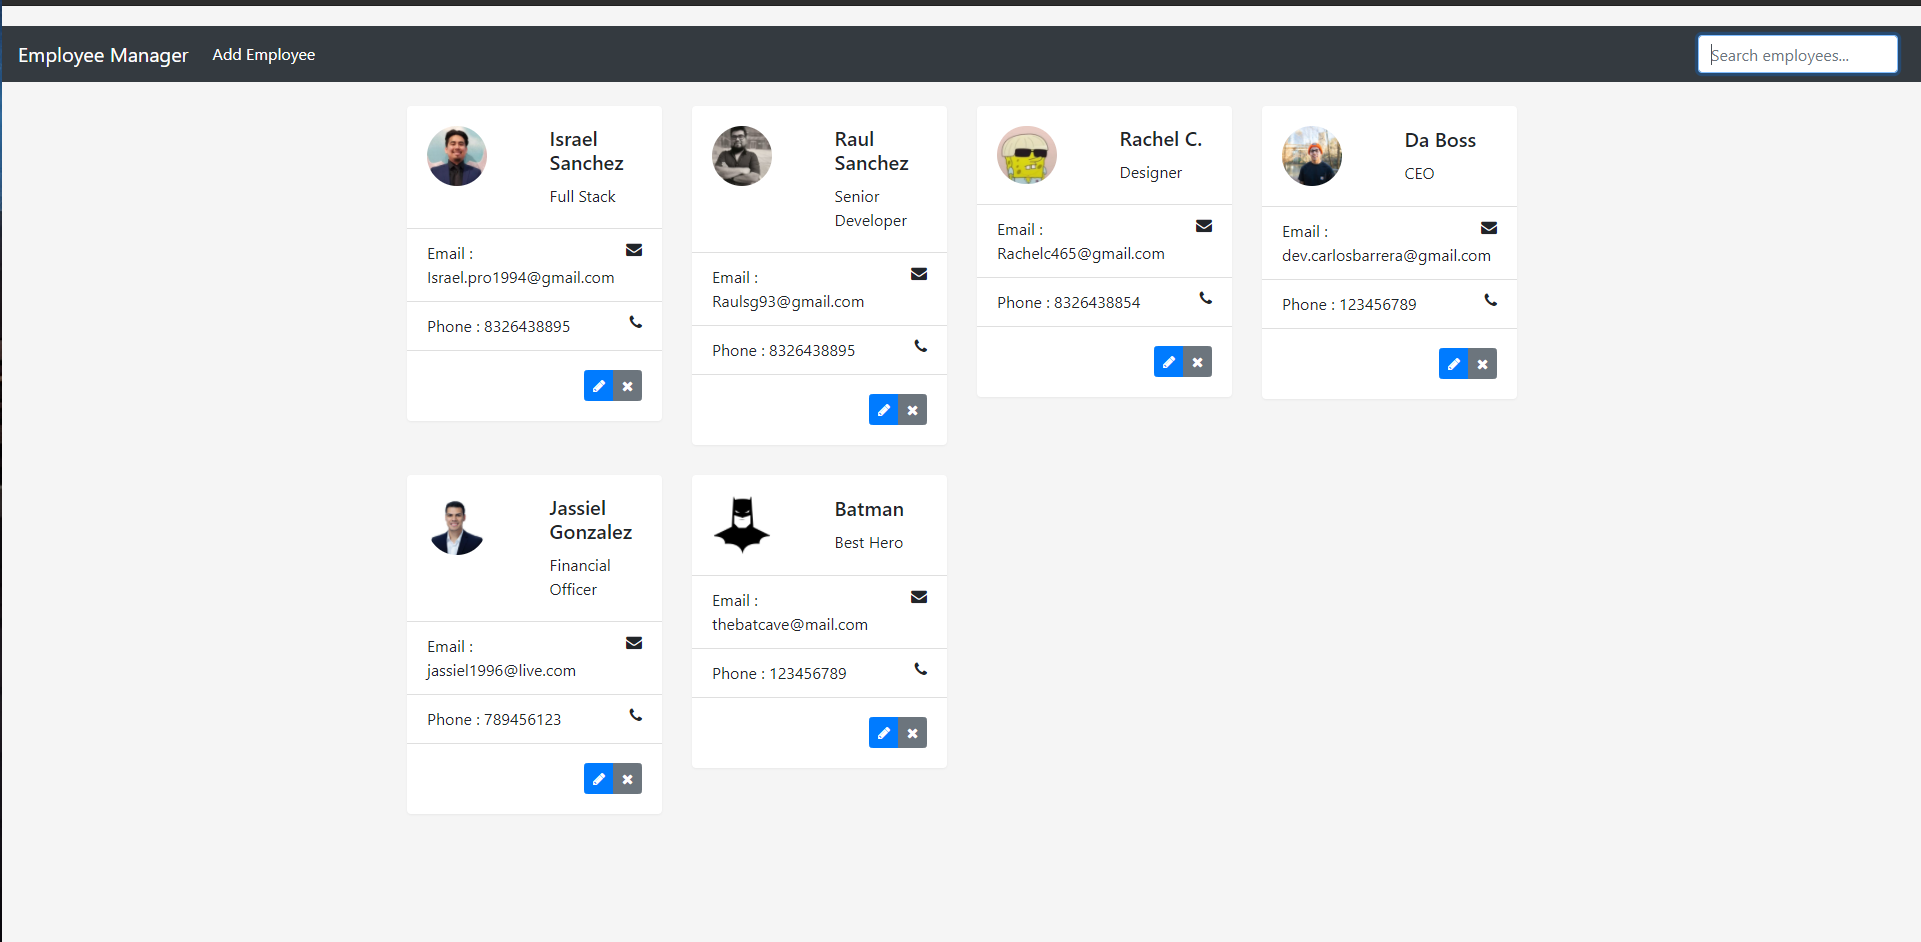 Employee Manager Add Employee Search employees...
Israel
Sanchez
Full Stack
Email :
Israel.pro1994@gmail.com
Phone : 8326438895
Raul
Sanchez
Senior
Developer
Email :
Raulsg93@gmail.com
Phone : 8326438895
Rachel C.
Designer
Email :
Rachelc465@gmail.com
Phone : 8326438854
Da Boss
CEO
Email :
dev.carlosbarrera@gmail.com
Phone : 123456789
Jassiel
Gonzalez
Financial
Officer
Email :
jassiel1996@live.com
Phone : 789456123
Batman
Best Hero
Email :
thebatcave@mail.com
Phone : 123456789